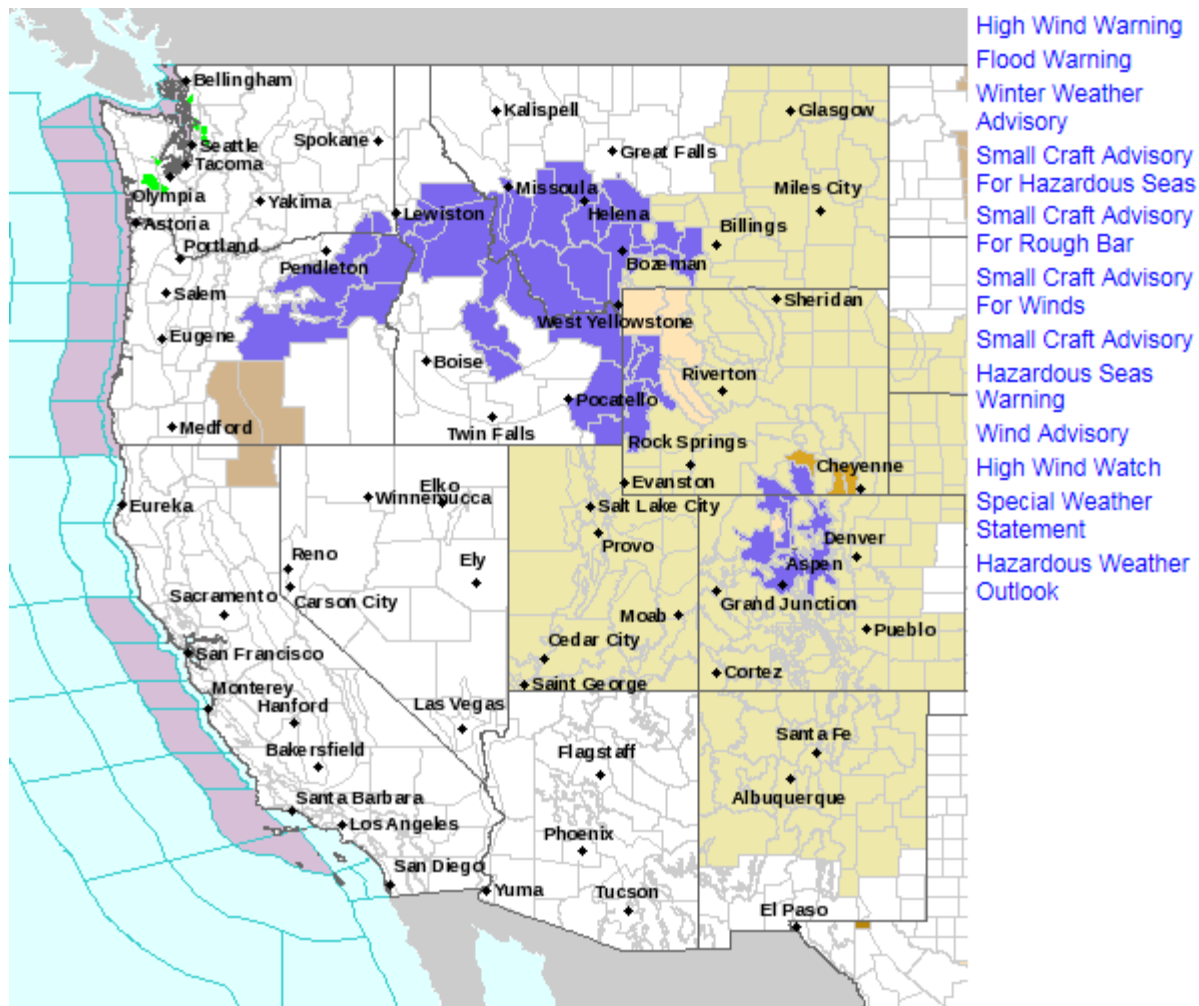 High Wind Warning
Flood Warning
Winter Weather
Advisory
Small Craft Advisory
For Hazardous Seas
Small Craft Advisory
For Rough Bar
Small Craft Advisory
For Winds
Small Craft Advisory
Hazardous Seas
Warning
Wind Advisory
High Wind Watch
Special Weather
Statement
Hazardous Weather
Outlook
Bellingham
Kalispell
Glasgow
Spokane
Seattle
Great Falls
Tacoma
Missoula
Miles City
Olympia
Yakima
Lewiston
Helena
Astoria
Billings
Portland
Pendleton
Bozeman
Salem
Sheridan
West Yellowstone
Eugene
Boise
Riverton
Pocatello
Medford
Twin Falls
Rock Springs
Cheyenne
Evanston
Elko
Winnemucca
Eureka
Salt Lake City
Denver
Provo
Reno
Ely
Aspen
Sacramento
Carson City
Grand Junction
Moab
Pueblo
Cedar City
San Francisco
Cortez
Saint George
Monterey
Hanford
Las Vegas
Santa Fe
Bakersfield
Flagstaff
Albuquerque
Santa Barbara
Los Angeles
Phoenix
San Diego
Yuma
Tucson
El Paso